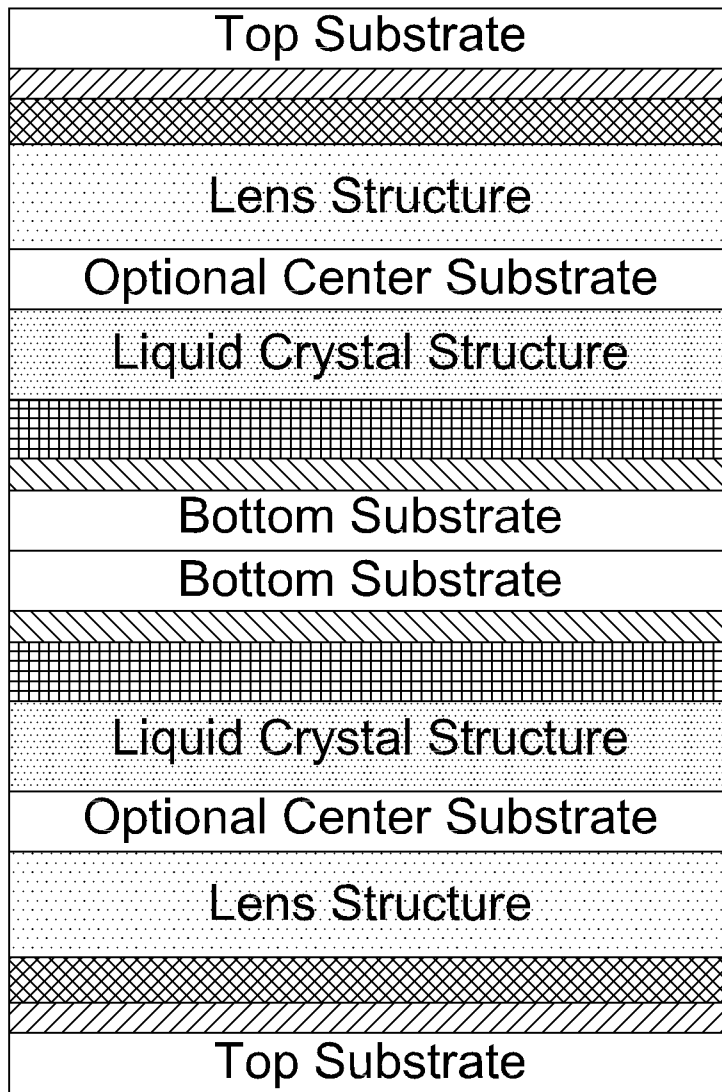 Top Substrate
Lens Structure
Optional Center Substrate
Liquid Crystal Structure
Bottom Substrate
Bottom Substrate
Liquid Crystal Structure
Optional Center Substrate
Lens Structure
Top Substrate